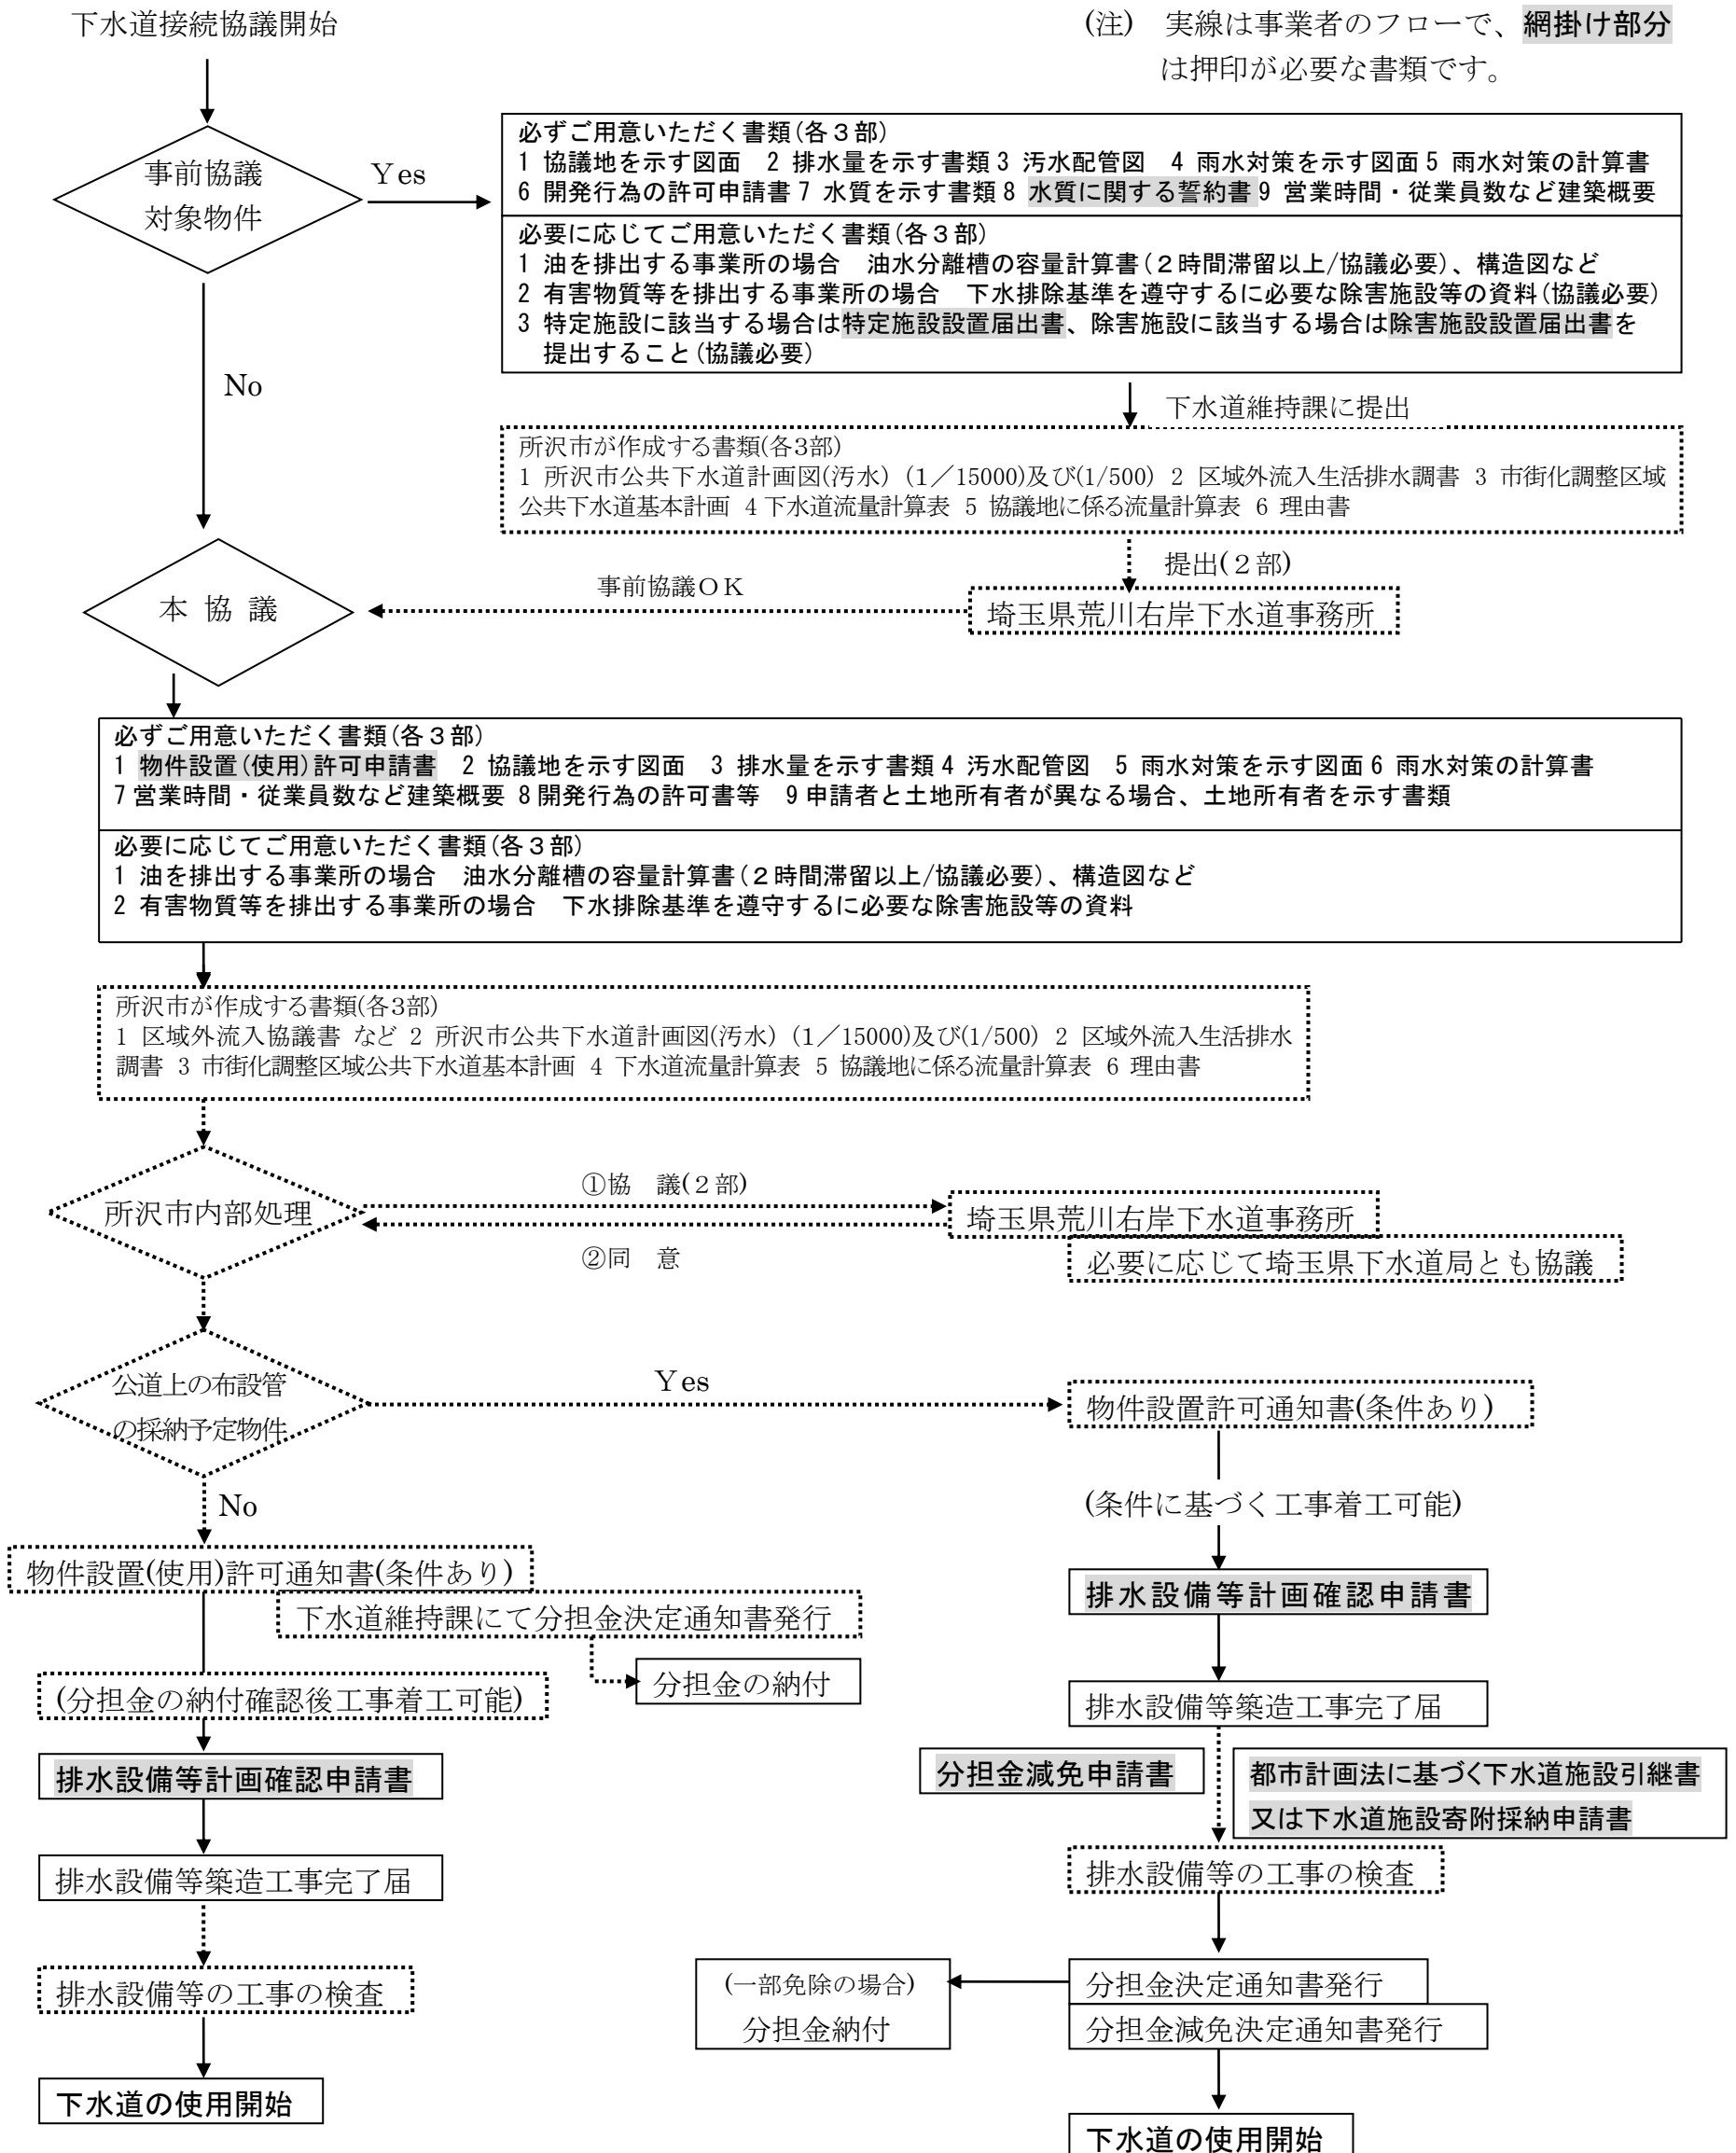 下水道接続協議開始
(注)　実線は事業者のフローで、網掛け部分
は押印が必要な書類です。
事前協議
対象物件
Yes
必ずご用意いただく書類(各３部)
1 協議地を示す図面　2 排水量を示す書類 3 汚水配管図　4 雨水対策を示す図面 5 雨水対策の計算書
6 開発行為の許可申請書 7 水質を示す書類 8 水質に関する誓約書 9 営業時間・従業員数など建築概要
必要に応じてご用意いただく書類(各３部)
1 油を排出する事業所の場合　油水分離槽の容量計算書(２時間滞留以上/協議必要)、構造図など
2 有害物質等を排出する事業所の場合　下水排除基準を遵守するに必要な除害施設等の資料(協議必要)
3 特定施設に該当する場合は特定施設設置届出書、除害施設に該当する場合は除害施設設置届出書を
提出すること(協議必要)
No
下水道維持課に提出
所沢市が作成する書類(各3部)
1 所沢市公共下水道計画図(汚水) (1／15000)及び(1/500) 2 区域外流入生活排水調書 3 市街化調整区域
公共下水道基本計画 4 下水道流量計算表 5 協議地に係る流量計算表 6 理由書
提出(２部)
事前協議ＯＫ
埼玉県荒川右岸下水道事務所
本 協 議
必ずご用意いただく書類(各３部)
1 物件設置(使用)許可申請書　2 協議地を示す図面　3 排水量を示す書類 4 汚水配管図　5 雨水対策を示す図面 6 雨水対策の計算書
7 営業時間・従業員数など建築概要 8 開発行為の許可書等　9 申請者と土地所有者が異なる場合、土地所有者を示す書類
必要に応じてご用意いただく書類(各３部)
1 油を排出する事業所の場合　油水分離槽の容量計算書(２時間滞留以上/協議必要)、構造図など
2 有害物質等を排出する事業所の場合　下水排除基準を遵守するに必要な除害施設等の資料
所沢市が作成する書類(各3部)
1 区域外流入協議書 など 2 所沢市公共下水道計画図(汚水) (1／15000)及び(1/500) 2 区域外流入生活排水
調書 3 市街化調整区域公共下水道基本計画 4 下水道流量計算表 5 協議地に係る流量計算表 6 理由書
所沢市内部処理
①協　議(２部)
②同　意
埼玉県荒川右岸下水道事務所
必要に応じて埼玉県下水道局とも協議
公道上の布設管
の採納予定物件
Yes
物件設置許可通知書(条件あり)
No
(条件に基づく工事着工可能)
物件設置(使用)許可通知書(条件あり)
下水道維持課にて分担金決定通知書発行
分担金の納付
(分担金の納付確認後工事着工可能)
排水設備等計画確認申請書
排水設備等築造工事完了届
排水設備等の工事の検査
下水道の使用開始
排水設備等計画確認申請書
排水設備等築造工事完了届
分担金減免申請書
都市計画法に基づく下水道施設引継書
又は下水道施設寄附採納申請書
排水設備等の工事の検査
(一部免除の場合)
分担金納付
分担金決定通知書発行
分担金減免決定通知書発行
下水道の使用開始